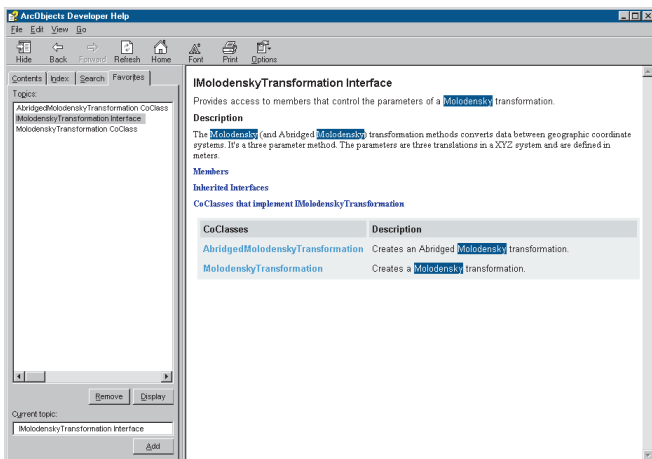 ArcObjects Developer Help
File Edit View Go
Hide Back Forward Refresh Home Font Print Options
Contents Index Search Favorites
Topics:
AbridgedMolodenskyTransformation CoClass
IMolodenskyTransformation Interface
MolodenskyTransformation CoClass
Remove Display
Current topic:
IMolodenskyTransformation Interface
Add
IMolodenskyTransformation Interface
Provides access to members that control the parameters of a Molodensky transformation.
Description
The Molodensky (and Abridged Molodensky) transformation methods converts data between geographic coordinate
systems. It's a three parameter method. The parameters are three translations in a XYZ system and are defined in
meters.
Members
Inherited Interfaces
CoClasses that implement IMolodenskyTransformation
CoClasses Description
AbridgedMolodenskyTransformation Creates an Abridged Molodensky transformation.
MolodenskyTransformation Creates a Molodensky transformation.